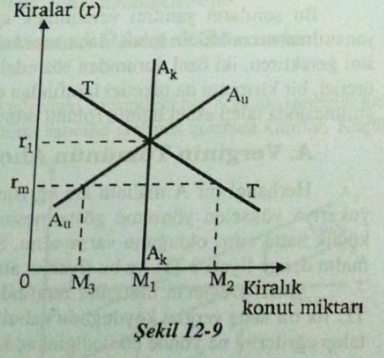 Kiralar (r)
A_k
T
A_u
r_1
r_m
A_u
T
A_k
0
M_3
M_1
M_2
Kiralık
konut miktarı
Şekil 12-9